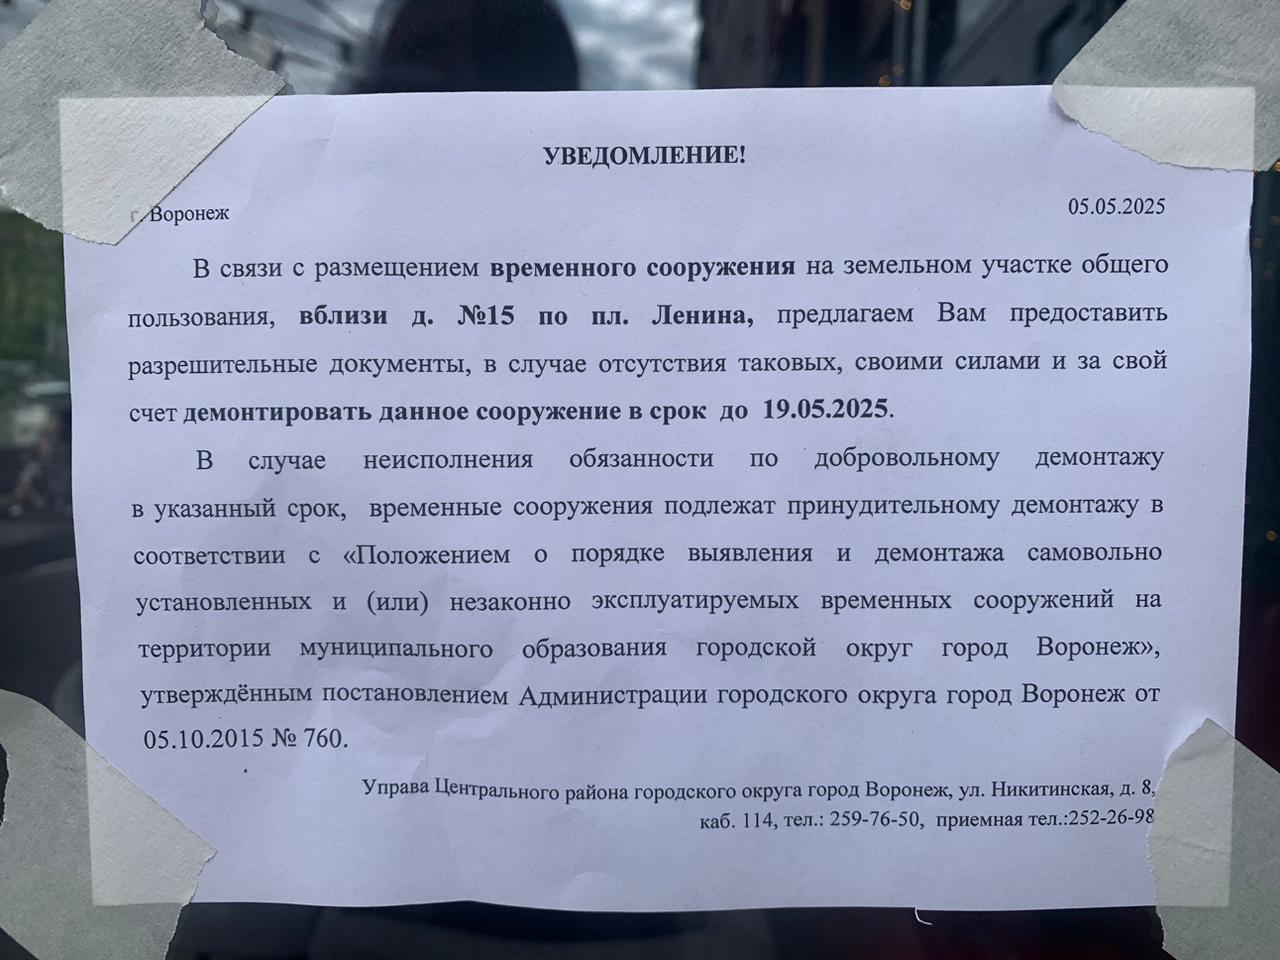 УВЕДОМЛЕНИЕ!
г. Воронеж
05.05.2025
В связи с размещением временного сооружения на земельном участке общего
пользования, вблизи д. №15 по пл. Ленина, предлагаем Вам предоставить
разрешительные документы, в случае отсутствия таковых, своими силами и за свой
счет демонтировать данное сооружение в срок до 19.05.2025.
В случае неисполнения обязанности по добровольному демонтажу
в указанный срок, временные сооружения подлежат принудительному демонтажу в
соответствии с «Положением о порядке выявления и демонтажа самовольно
установленных и (или) незаконно эксплуатируемых временных сооружений на
территории муниципального образования городской округ город Воронеж»,
утверждённым постановлением Администрации городского округа город Воронеж от
05.10.2015 № 760.
Управа Центрального района городского округа город Воронеж, ул. Никитинская, д. 8,
каб. 114, тел.: 259-76-50, приемная тел.:252-26-98